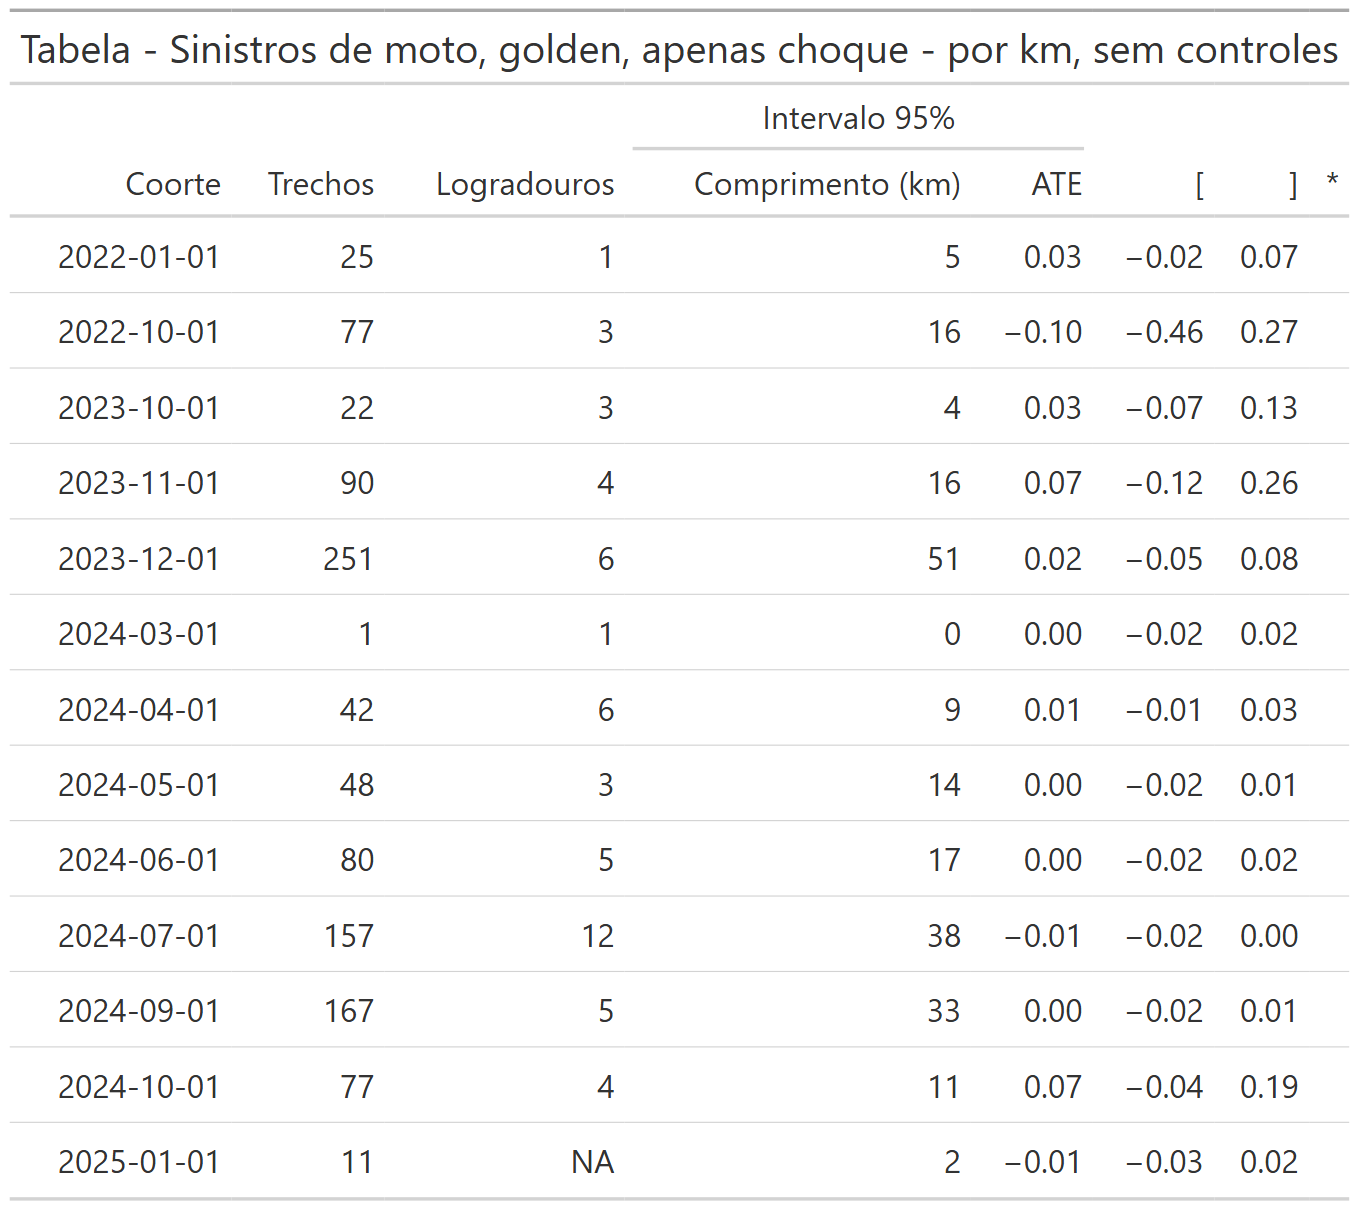 Tabela - Sinistros de moto, golden, apenas choque - por km, sem controles
Intervalo 95%
Coorte Trechos Logradouros Comprimento (km) ATE [ ] *
2022-01-01 25 1 5 0.03 −0.02 0.07
2022-10-01 77 3 16 −0.10 −0.46 0.27
2023-10-01 22 3 4 0.03 −0.07 0.13
2023-11-01 90 4 16 0.07 −0.12 0.26
2023-12-01 251 6 51 0.02 −0.05 0.08
2024-03-01 1 1 0 0.00 −0.02 0.02
2024-04-01 42 6 9 0.01 −0.01 0.03
2024-05-01 48 3 14 0.00 −0.02 0.01
2024-06-01 80 5 17 0.00 −0.02 0.02
2024-07-01 157 12 38 −0.01 −0.02 0.00
2024-09-01 167 5 33 0.00 −0.02 0.01
2024-10-01 77 4 11 0.07 −0.04 0.19
2025-01-01 11 NA 2 −0.01 −0.03 0.02